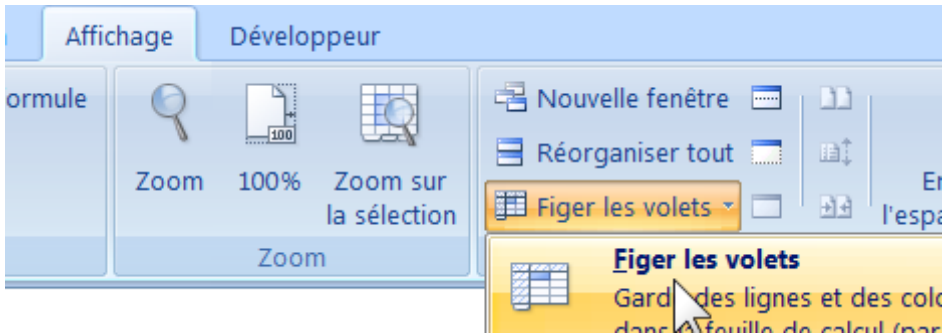 Affichage Développeur
ormule
Nouvelle fenêtre
Réorganiser tout
Zoom 100% Zoom sur
la sélection
Figer les volets
l'espa
Zoom
Figer les volets
Gard des lignes et des colo
dans feuille de calcul (par